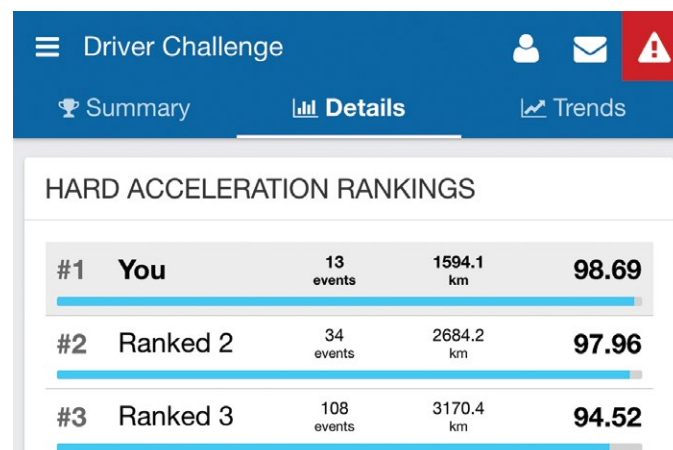 Driver Challenge
Summary Details Trends
HARD ACCELERATION RANKINGS
#1 You 13 events 1594.1 km 98.69
#2 Ranked 2 34 events 2684.2 km 97.96
#3 Ranked 3 108 events 3170.4 km 94.52